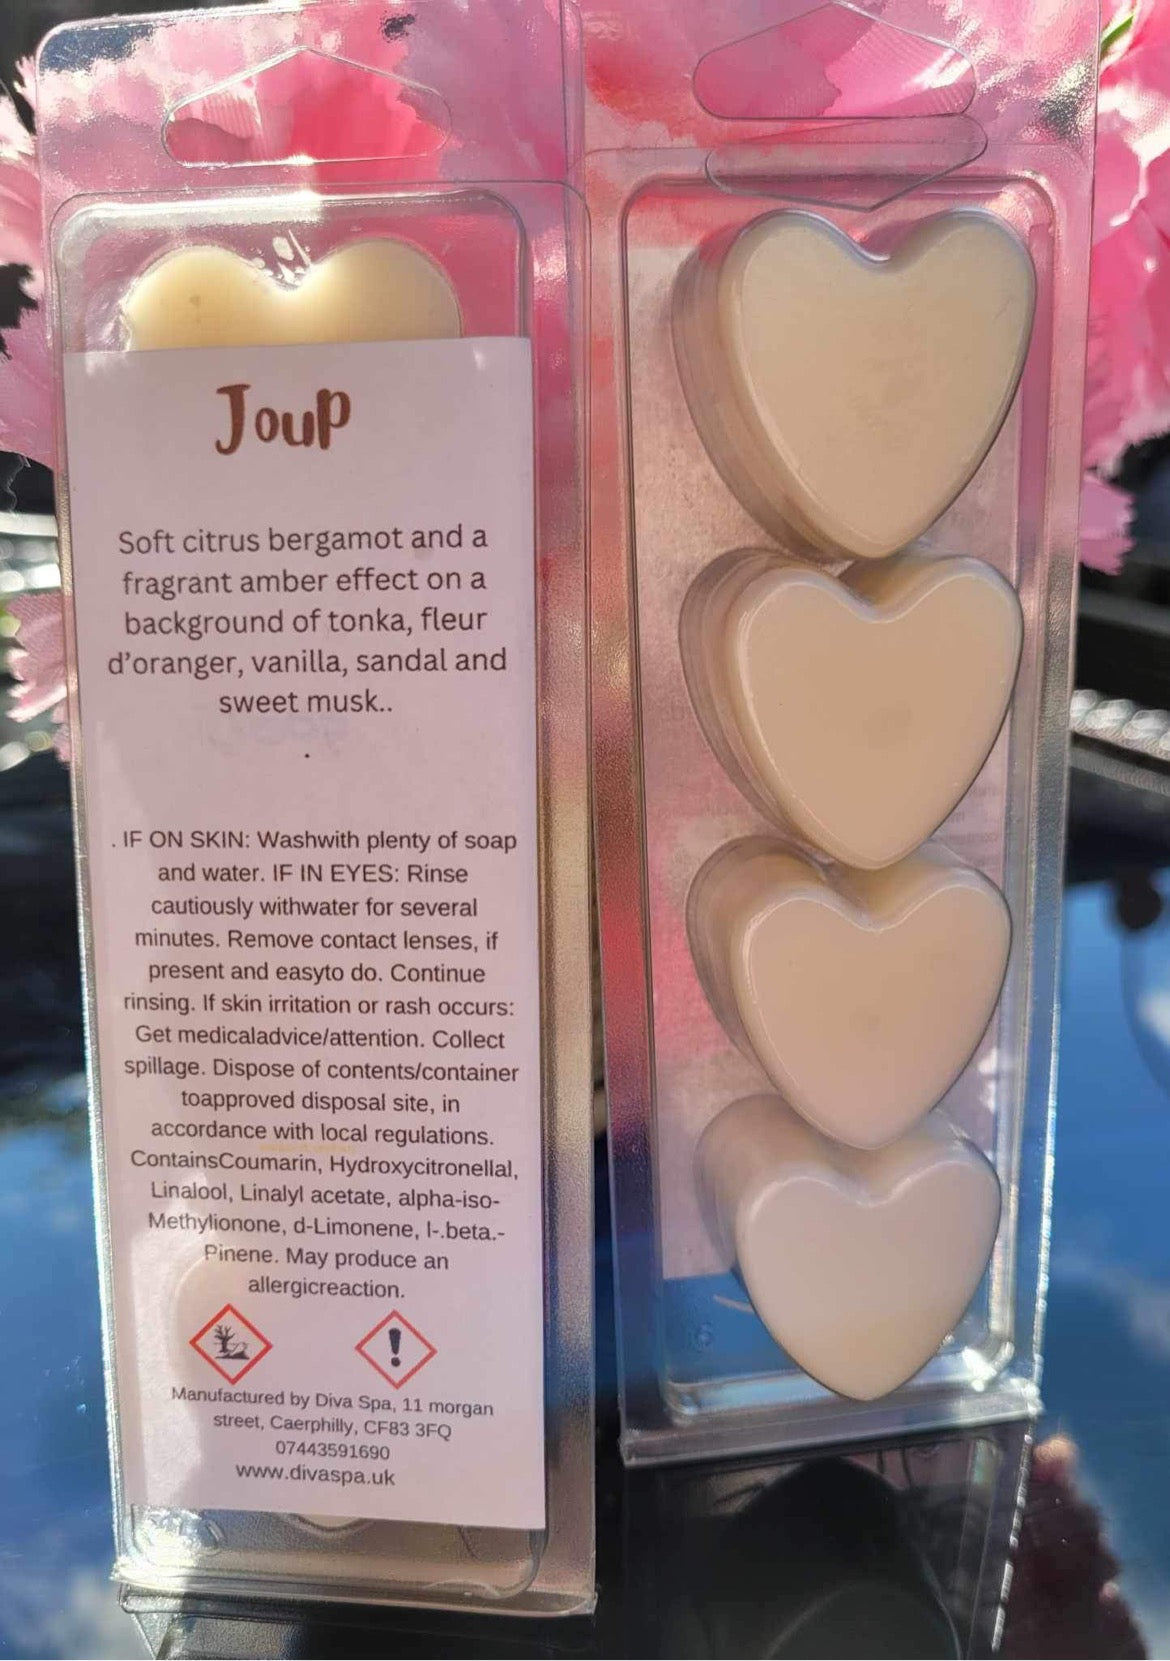 Joup
Soft citrus bergamot and a
fragrant amber effect on a
background of tonka, fleur
d'oranger, vanilla, sandal and
sweet musk..
.
. IF ON SKIN: Washwith plenty of soap
and water. IF IN EYES: Rinse
cautiously withwater for several
minutes. Remove contact lenses, if
present and easyto do. Continue
rinsing. If skin irritation or rash occurs:
Get medicaladvice/attention. Collect
spillage. Dispose of contents/container
toapproved disposal site, in
accordance with local regulations.
ContainsCoumarin, Hydroxycitronellal,
Linalool, Linalyl acetate, alpha-iso-
Methylionone, d-Limonene, l-.beta.-
Pinene. May produce an
allergicreaction.
Manufactured by Diva Spa, 11 morgan
street, Caerphilly, CF83 3FQ
07443591690
www.divaspa.uk